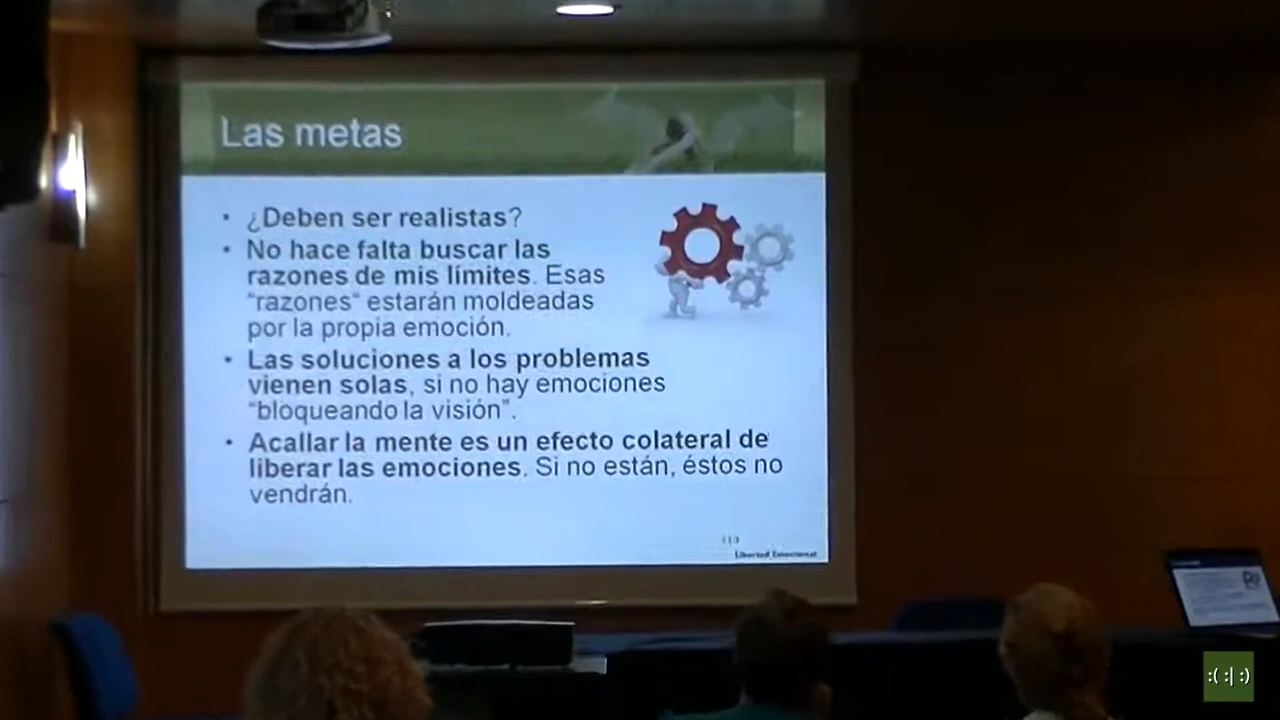 Las metas
• ¿Deben ser realistas?
• No hace falta buscar las
razones de mis límites. Esas
“razones“ estarán moldeadas
por la propia emoción.
• Las soluciones a los problemas
vienen solas, si no hay emociones
“bloqueando la visión”.
• Acallar la mente es un efecto colateral de
liberar las emociones. Si no están, éstos no
vendrán.
Libertad Emocional
:( :| :)